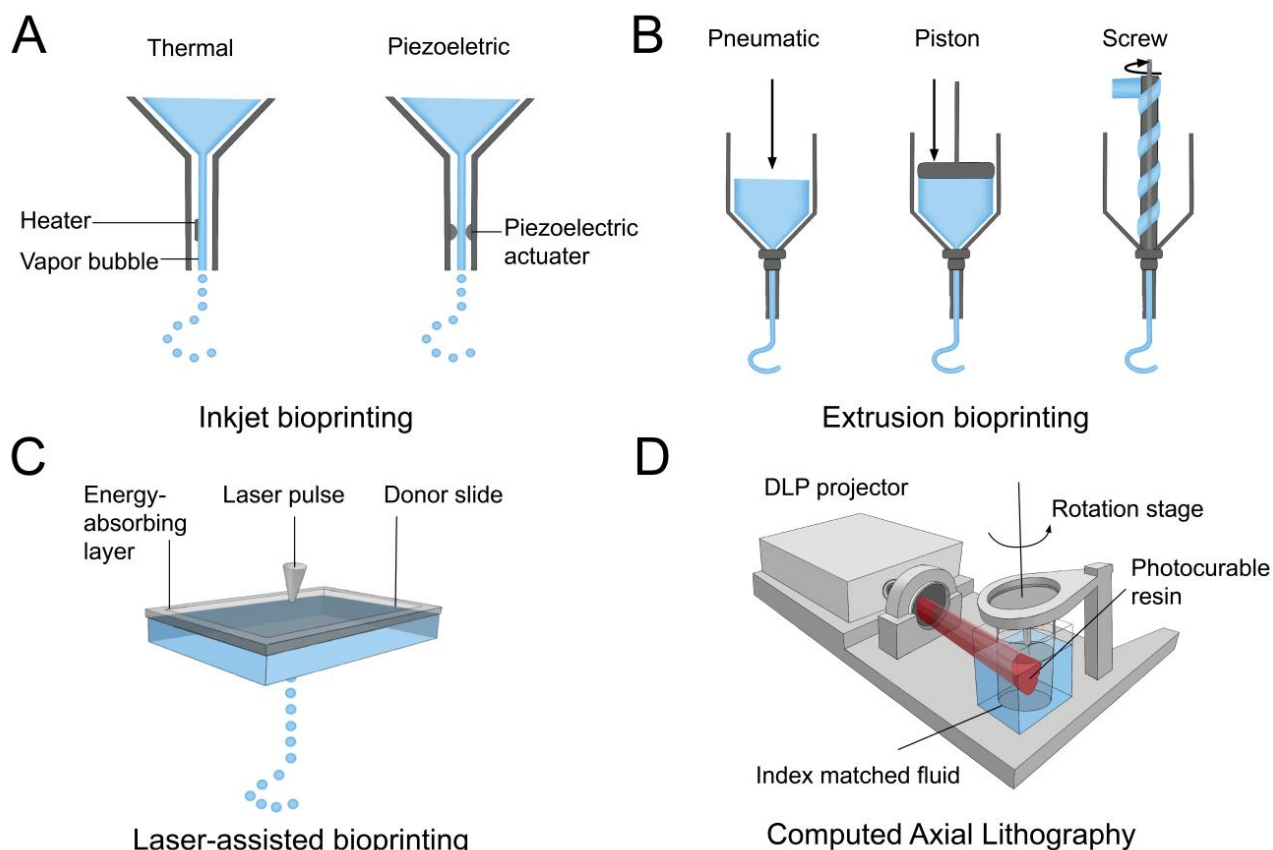 A
Thermal
Piezoeletric
Heater
Vapor bubble
Piezoelectric
actuater
Inkjet bioprinting
B
Pneumatic
Piston
Screw
Extrusion bioprinting
C
Energy-
absorbing
layer
Laser pulse
Donor slide
Laser-assisted bioprinting
D
DLP projector
Rotation stage
Photocurable
resin
Index matched fluid
Computed Axial Lithography